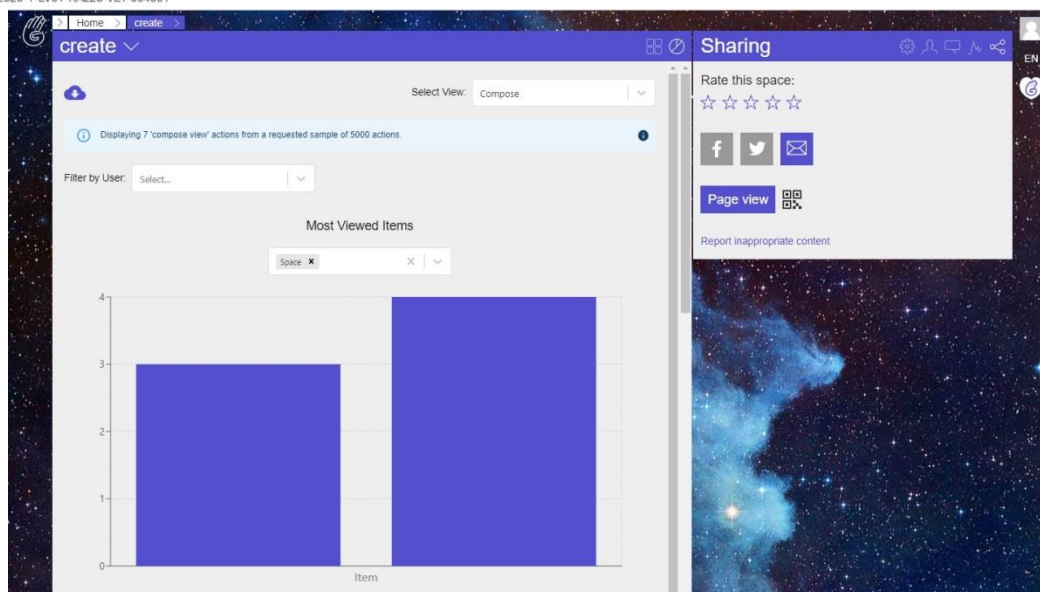 > Home > create >
create
Sharing
EN
Select View: Compose
Rate this space:
Displaying 7 'compose view' actions from a requested sample of 5000 actions.
Filter by User: Select...
Page view
Most Viewed Items
Report inappropriate content
Space ×
4
3
2
1
0
Item